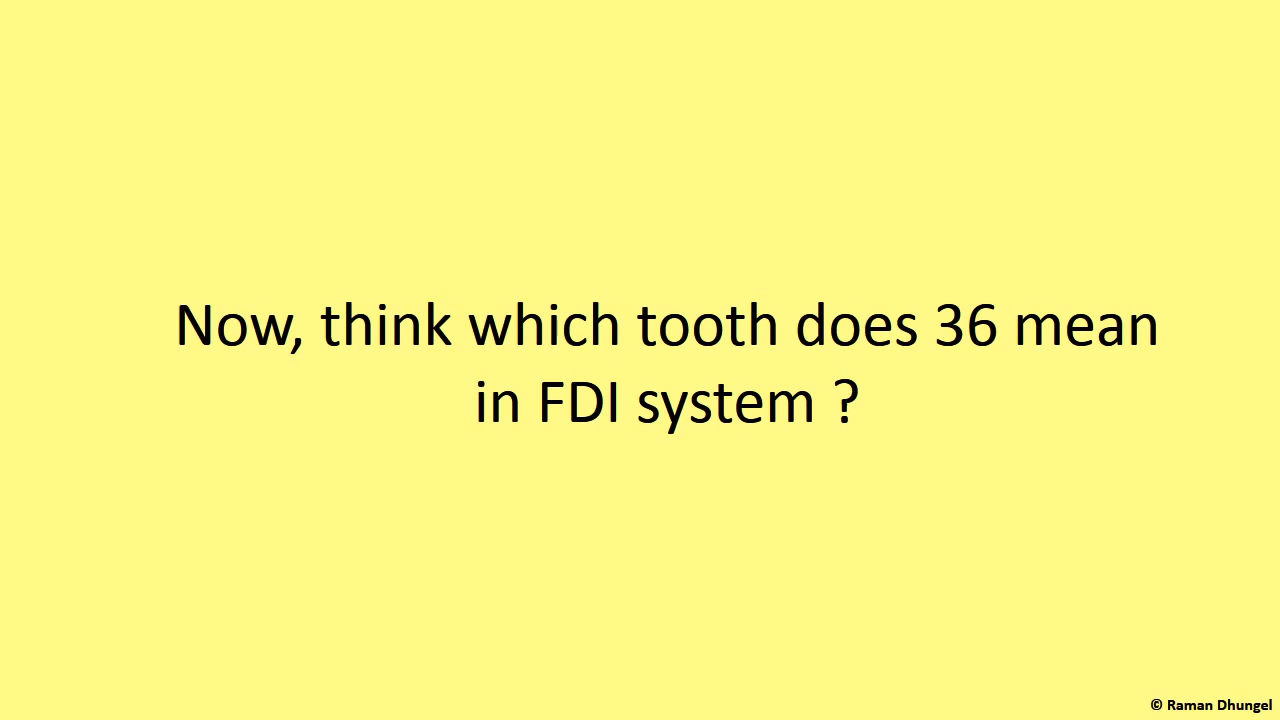 Now, think which tooth does 36 mean
in FDI system ?
© Raman Dhungel